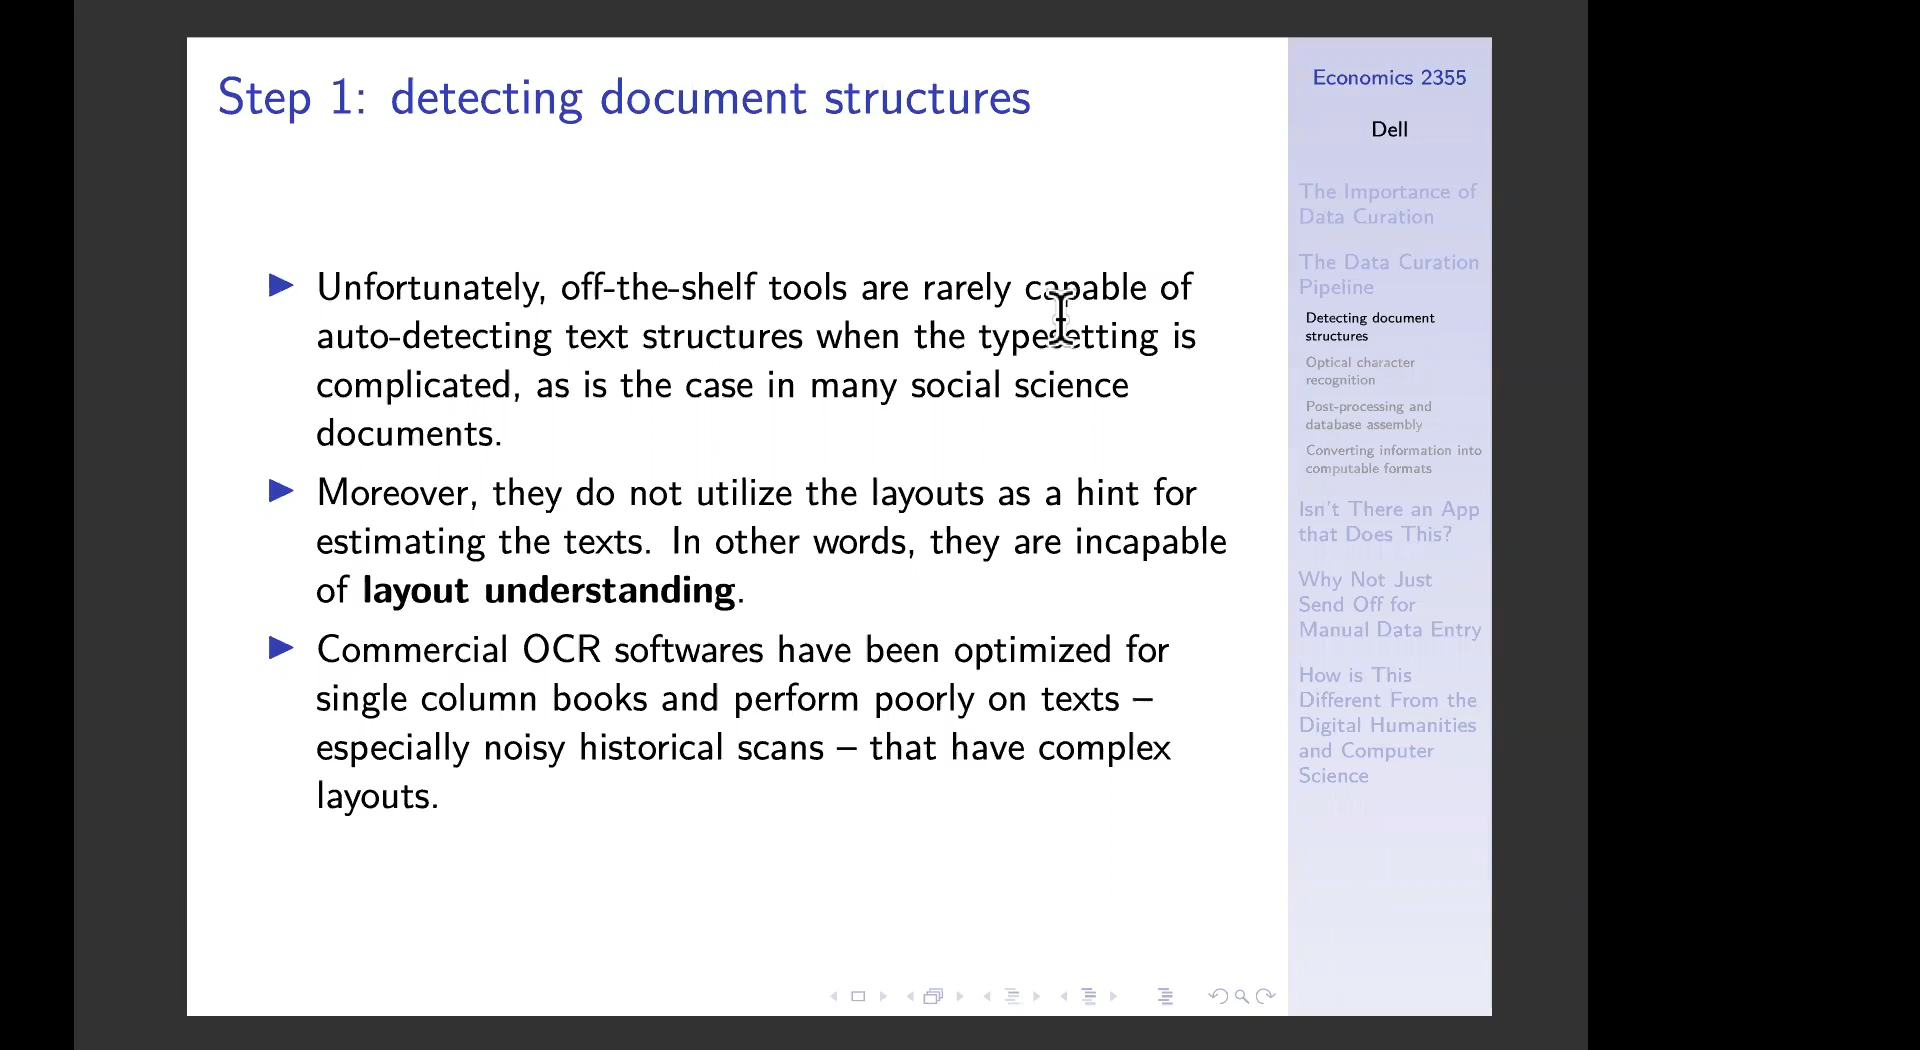 Step 1: detecting document structures
Unfortunately, off-the-shelf tools are rarely capable of
auto-detecting text structures when the typesetting is
complicated, as is the case in many social science
documents.
Moreover, they do not utilize the layouts as a hint for
estimating the texts. In other words, they are incapable
of layout understanding.
Commercial OCR softwares have been optimized for
single column books and perform poorly on texts –
especially noisy historical scans – that have complex
layouts.
Economics 2355
Dell
The Importance of
Data Curation
The Data Curation
Pipeline
Detecting document
structures
Optical character
recognition
Post-processing and
database assembly
Converting information into
computable formats
Isn't There an App
that Does This?
Why Not Just
Send Off for
Manual Data Entry
How is This
Different From the
Digital Humanities
and Computer
Science